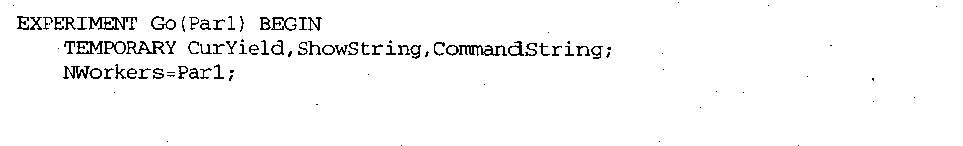 EXPERIMENT Go(Par1) BEGIN
TEMPORARY CurYield,ShowString,CommandString;
NWorkers=Par1;